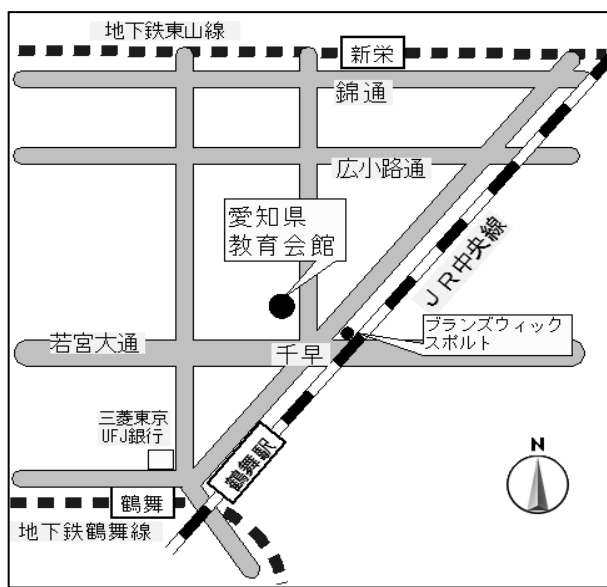 地下鉄東山線
新栄
錦通
広小路通
愛知県
教育会館
JR中央線
ブランズウィック
スポルト
若宮大通
千早
三菱東京
UFJ銀行
鶴舞駅
N
鶴舞
地下鉄鶴舞線